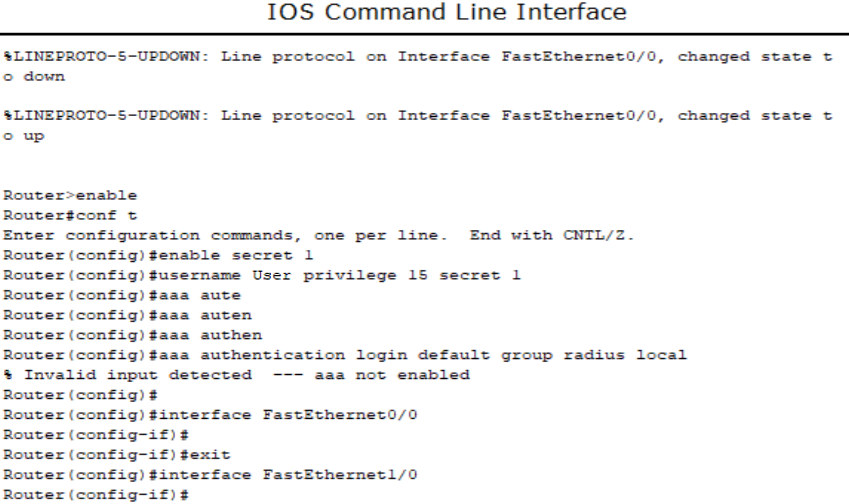 IOS Command Line Interface
%LINEPROTO-5-UPDOWN: Line protocol on Interface FastEthernet0/0, changed state t
o down
%LINEPROTO-5-UPDOWN: Line protocol on Interface FastEthernet0/0, changed state t
o up
Router>enable
Router#conf t
Enter configuration commands, one per line.  End with CNTL/Z.
Router(config)#enable secret 1
Router(config)#username User privilege 15 secret 1
Router(config)#aaa aute
Router(config)#aaa auten
Router(config)#aaa authen
Router(config)#aaa authentication login default group radius local
% Invalid input detected  --- aaa not enabled
Router(config)#
Router(config)#interface FastEthernet0/0
Router(config-if)#
Router(config-if)#exit
Router(config)#interface FastEthernet1/0
Router(config-if)#